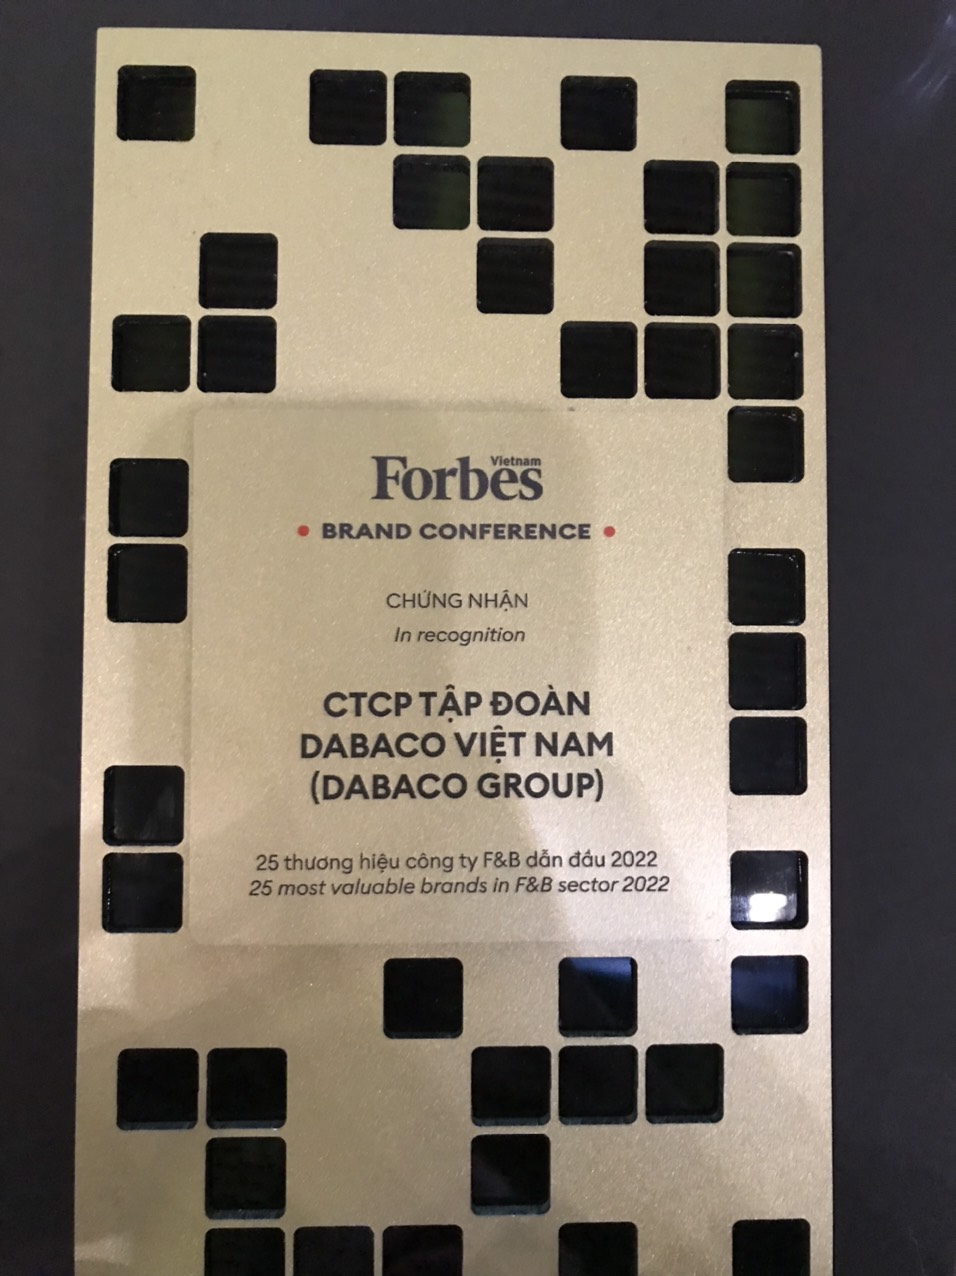 Forbes Vietnam
• BRAND CONFERENCE •
CHỨNG NHẬN
In recognition
CTCP TẬP ĐOÀN
DABACO VIỆT NAM
(DABACO GROUP)
25 thương hiệu công ty F&B dẫn đầu 2022
25 most valuable brands in F&B sector 2022